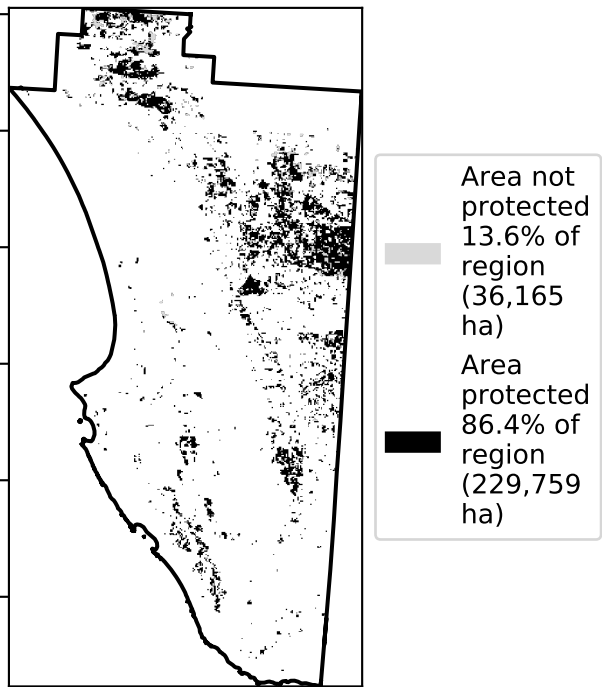 Area not
protected
13.6% of
region
(36,165
ha)
Area
protected
86.4% of
region
(229,759
ha)